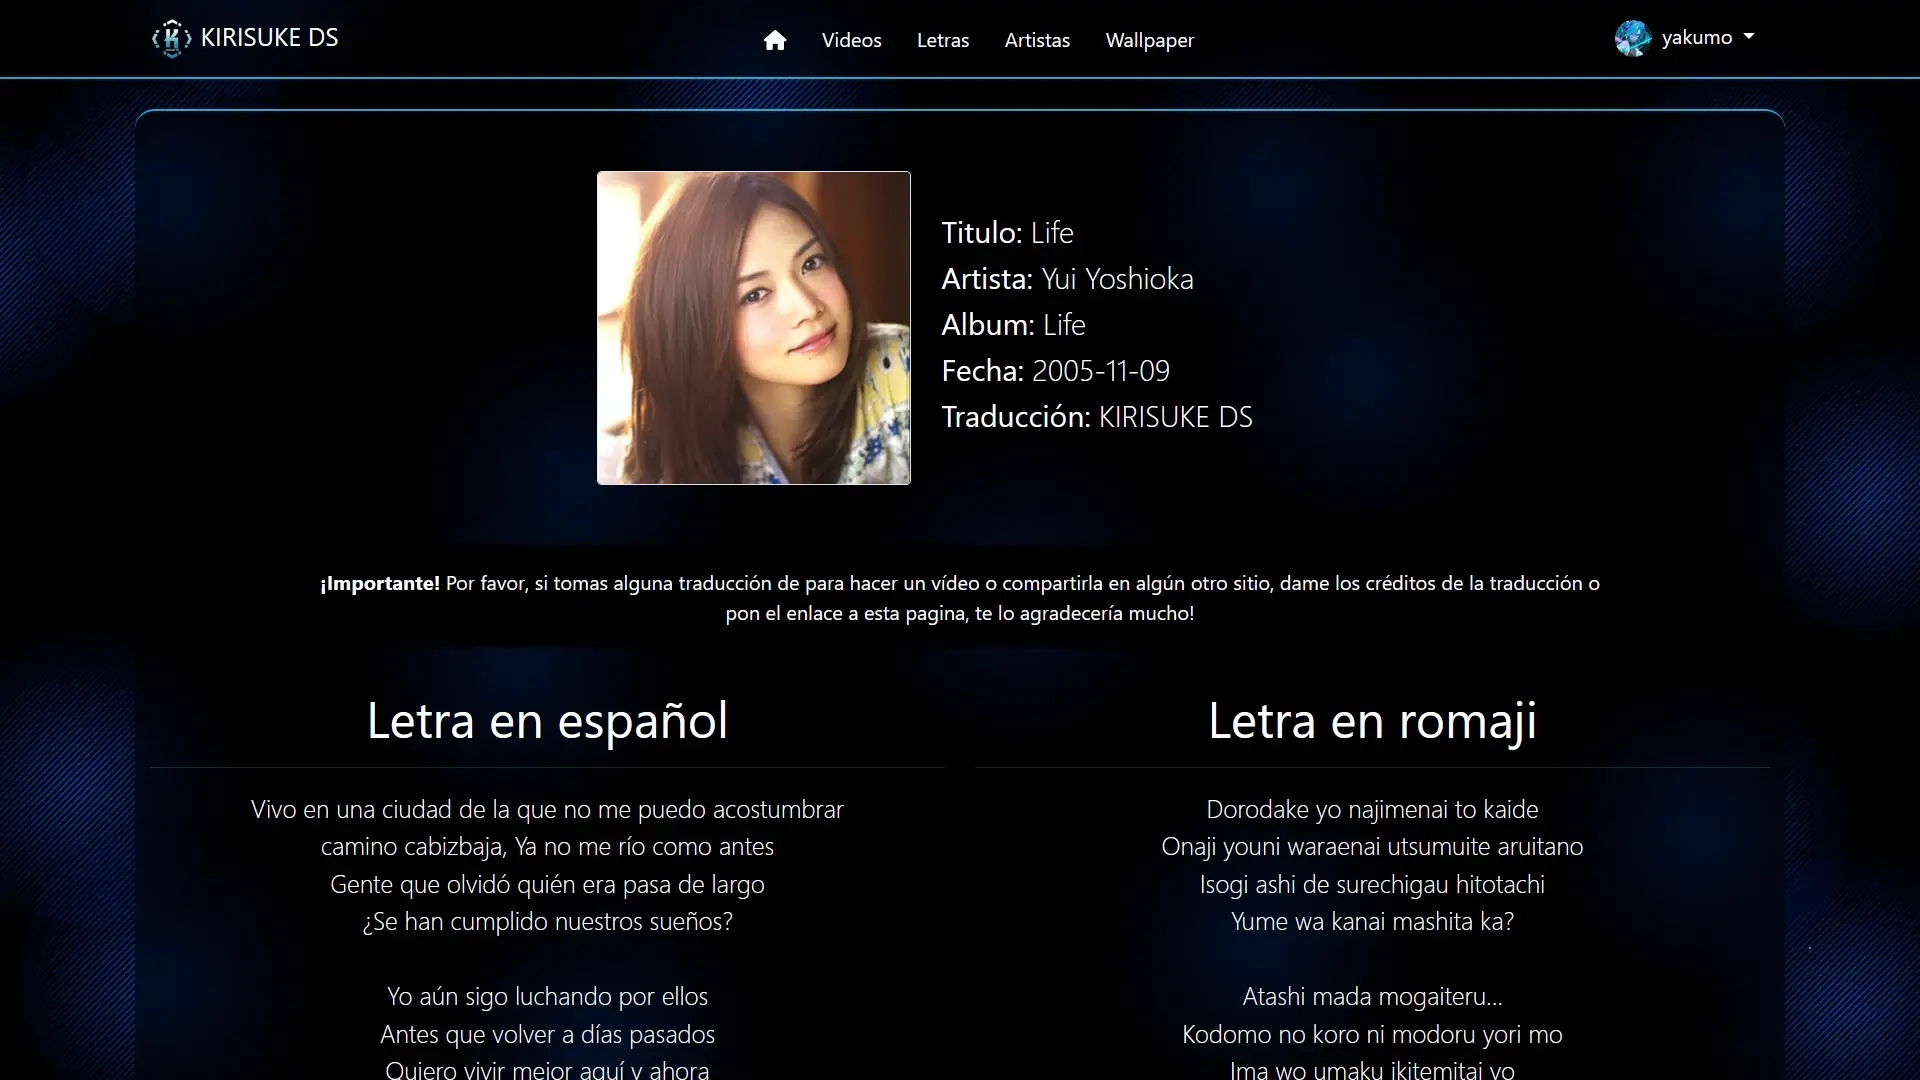 KIRISUKE DS
Videos
Letras
Artistas
Wallpaper
yakumo
Titulo: Life
Artista: Yui Yoshioka
Album: Life
Fecha: 2005-11-09
Traducción: KIRISUKE DS
¡Importante! Por favor, si tomas alguna traducción de para hacer un vídeo o compartirla en algún otro sitio, dame los créditos de la traducción o
pon el enlace a esta pagina, te lo agradecería mucho!
Letra en español
Vivo en una ciudad de la que no me puedo acostumbrar
camino cabizbaja, Ya no me río como antes
Gente que olvidó quién era pasa de largo
¿Se han cumplido nuestros sueños?
Yo aún sigo luchando por ellos
Antes que volver a días pasados
Quiero vivir mejor aquí y ahora
Letra en romaji
Dorodake yo najimenai to kaide
Onaji youni waraenai utsumuite aruitano
Isogi ashi de surechigau hitotachi
Yume wa kanai mashita ka?
Atashi mada mogaiteru...
Kodomo no koro ni modoru yori mo
Ima wo umaku ikitemitai yo